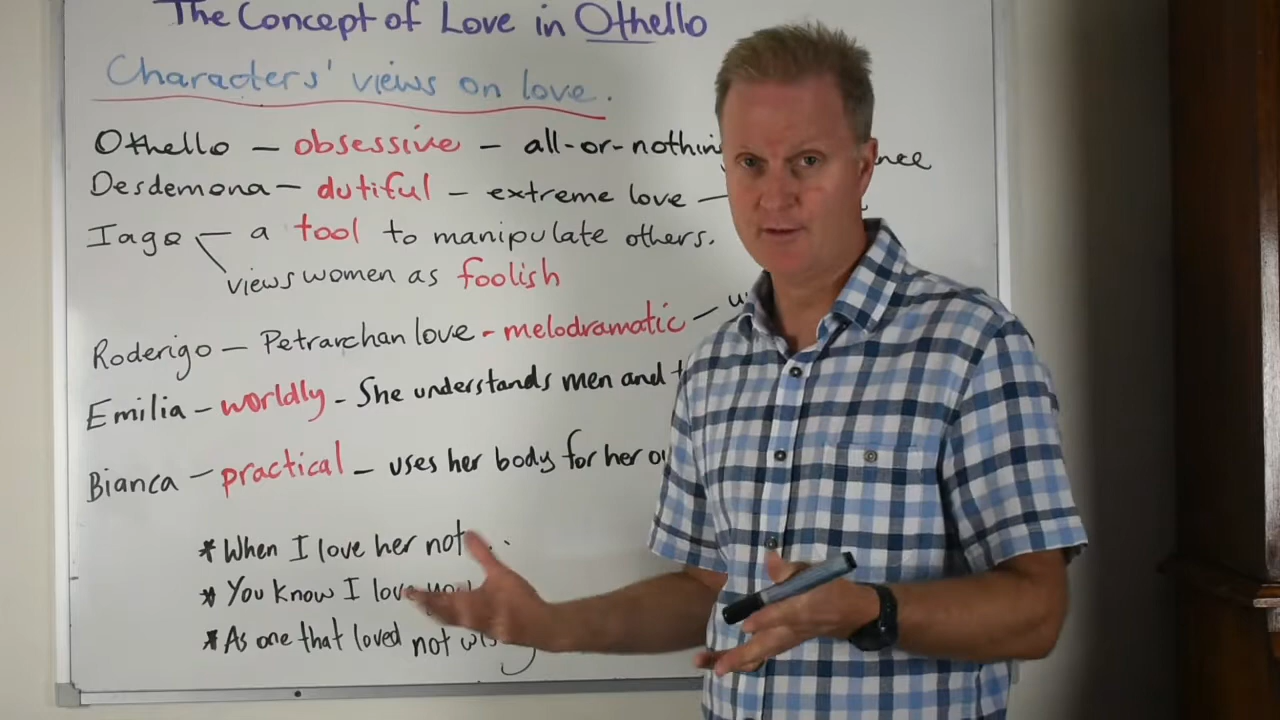 The Concept of Love in Othello
Characters' views on love.
Othello – obsessive – all-or-nothin
Desdemona – dutiful – extreme love –
Iago – a tool to manipulate others.
views women as foolish
Roderigo – Petrarchan love - melodramatic –
Emilia – worldly - She understands men and
Bianca – practical – uses her body for her
* When I love her not...
* You know I love you
* As one that loved not